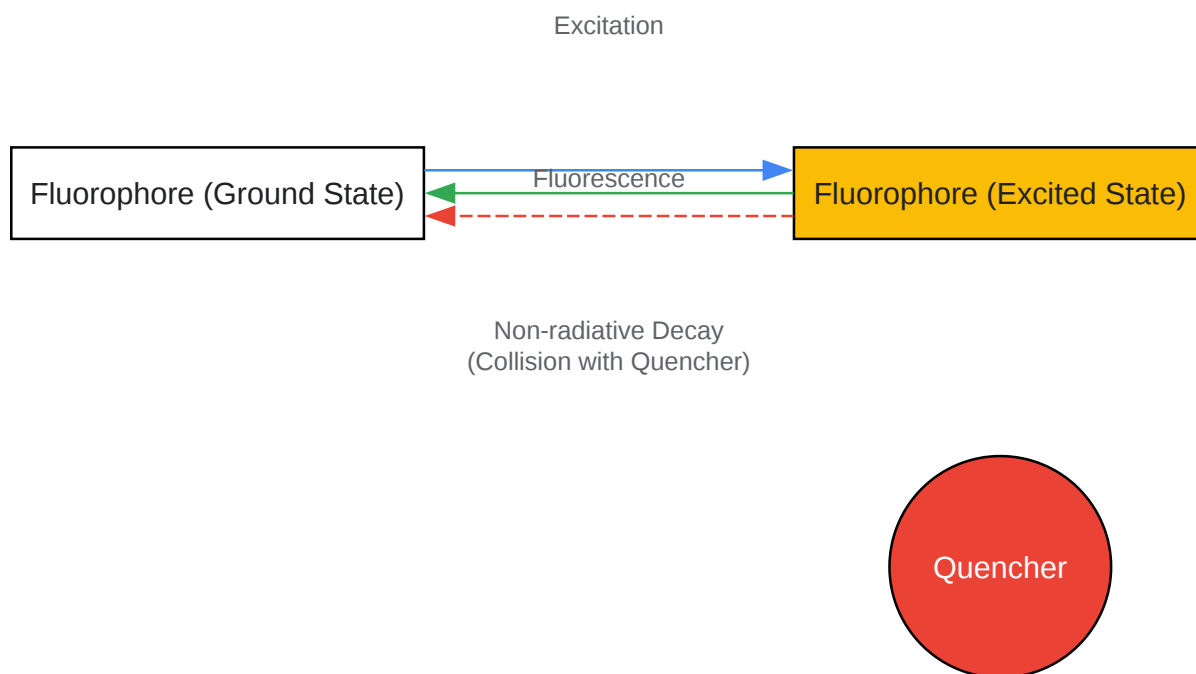 Excitation
Fluorophore (Ground State)
Fluorescence
Fluorophore (Excited State)
Non-radiative Decay
(Collision with Quencher)
Quencher